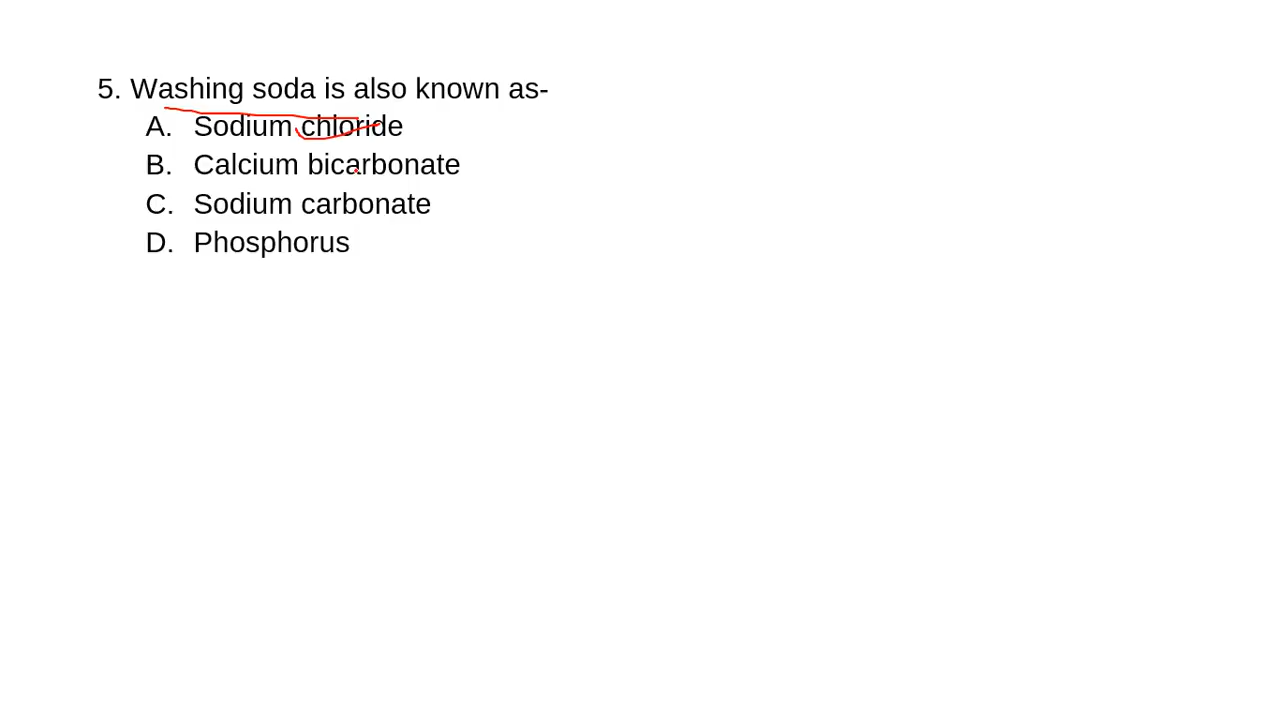 5. Washing soda is also known as-
A. Sodium chloride
B. Calcium bicarbonate
C. Sodium carbonate
D. Phosphorus